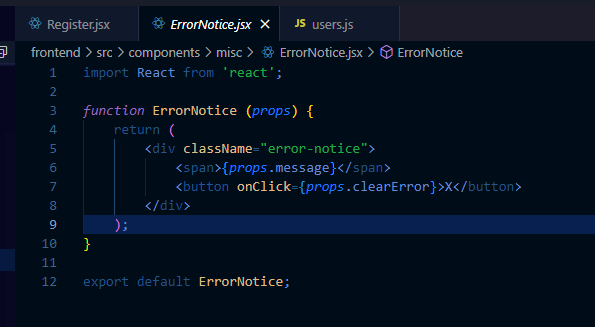 Register.jsx ErrorNotice.jsx JS users.js
frontend > src > components > misc > ErrorNotice.jsx > ErrorNotice
1 import React from 'react';
2
3 function ErrorNotice (props) {
4 return (
5 <div className="error-notice">
6 <span>{props.message}</span>
7 <button onClick={props.clearError}>X</button>
8 </div>
9 );
10 }
11
12 export default ErrorNotice;